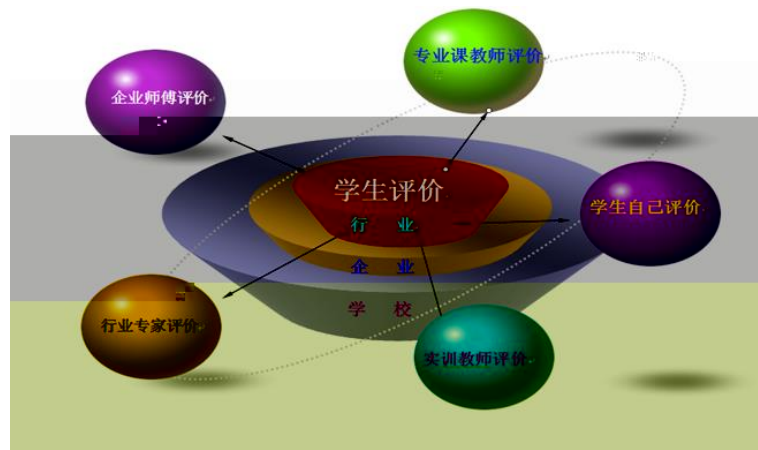 专业课教师评价
企业师傅评价
学生评价
学生自己评价
行 业
企 业
学 校
行业专家评价
实训教师评价